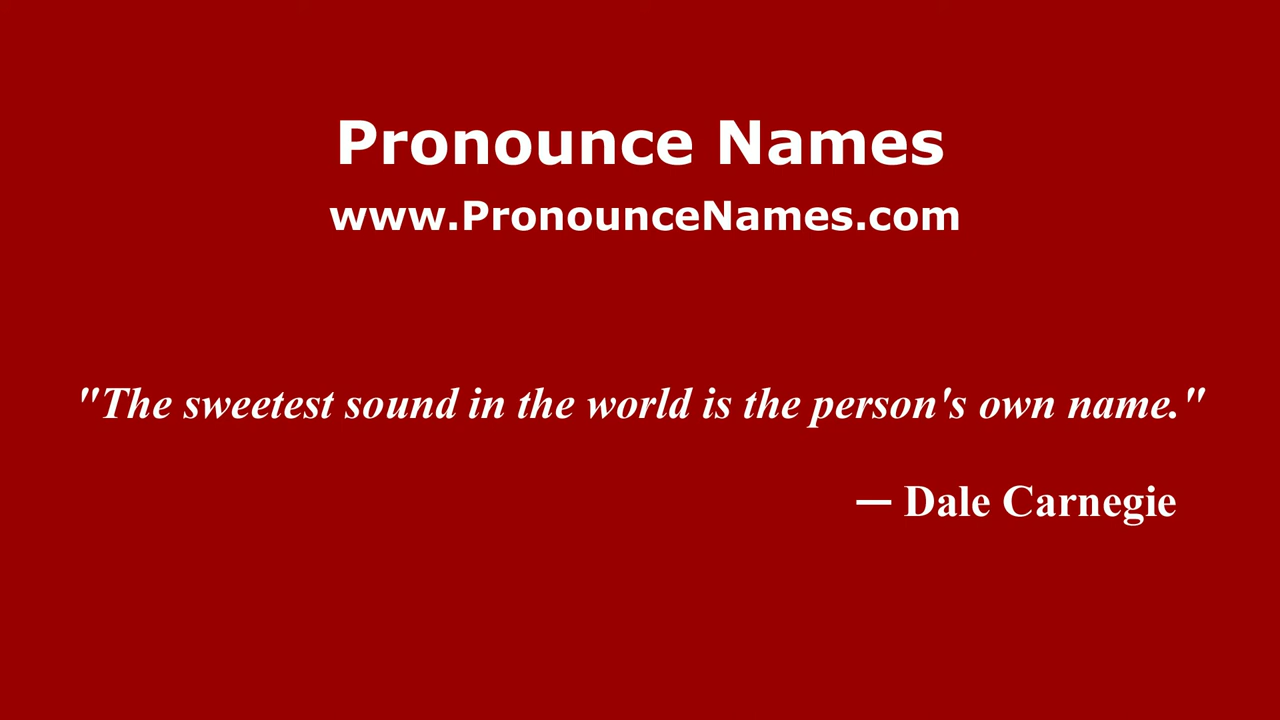 Pronounce Names
www.PronounceNames.com
"The sweetest sound in the world is the person's own name."
— Dale Carnegie